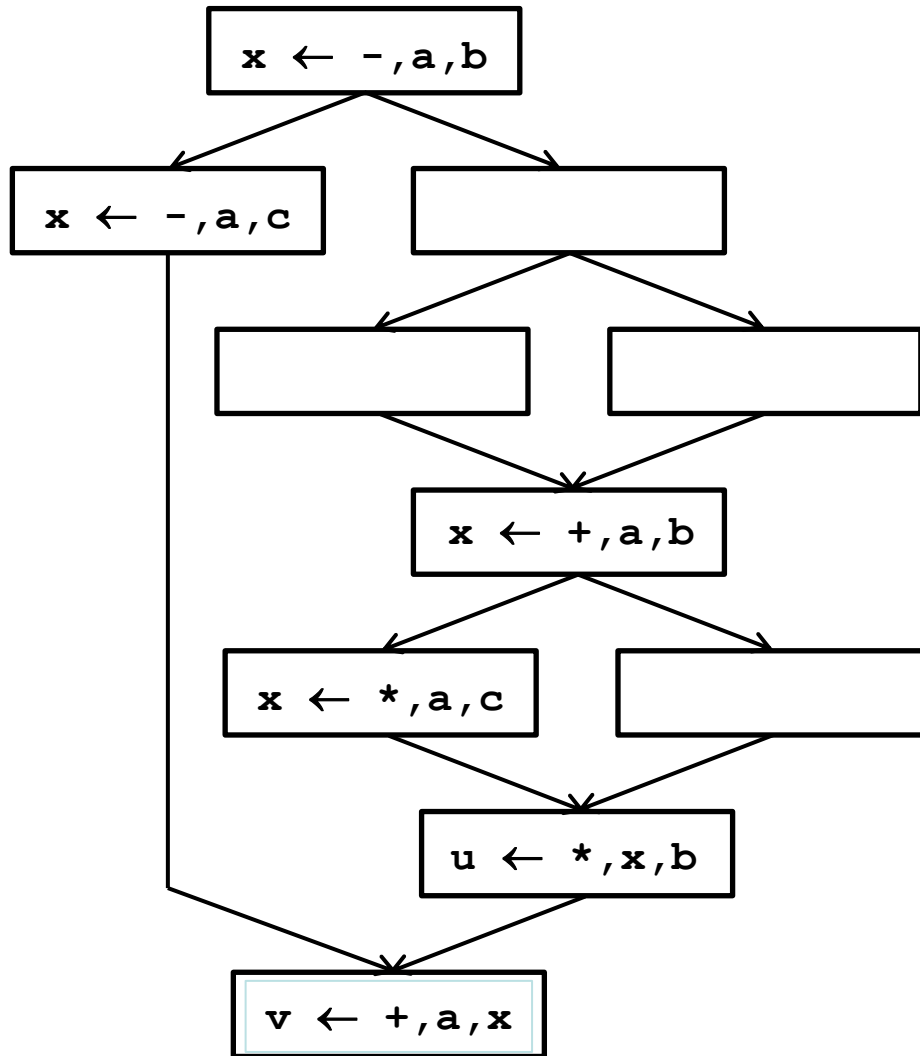 x ← -,a,b
x ← -,a,c
x ← +,a,b
x ← *,a,c
u ← *,x,b
v ← +,a,x